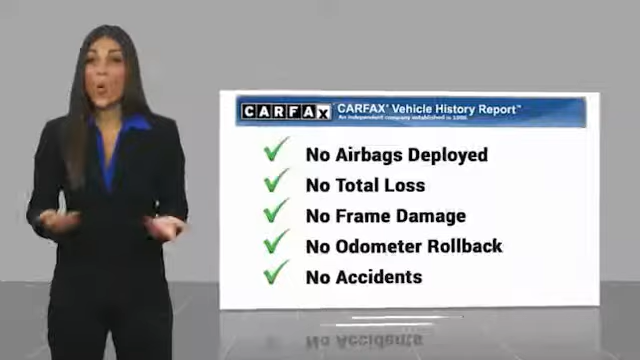 CARFAX CARFAX® Vehicle History Report™
An independent company established in 1986
No Airbags Deployed
No Total Loss
No Frame Damage
No Odometer Rollback
No Accidents